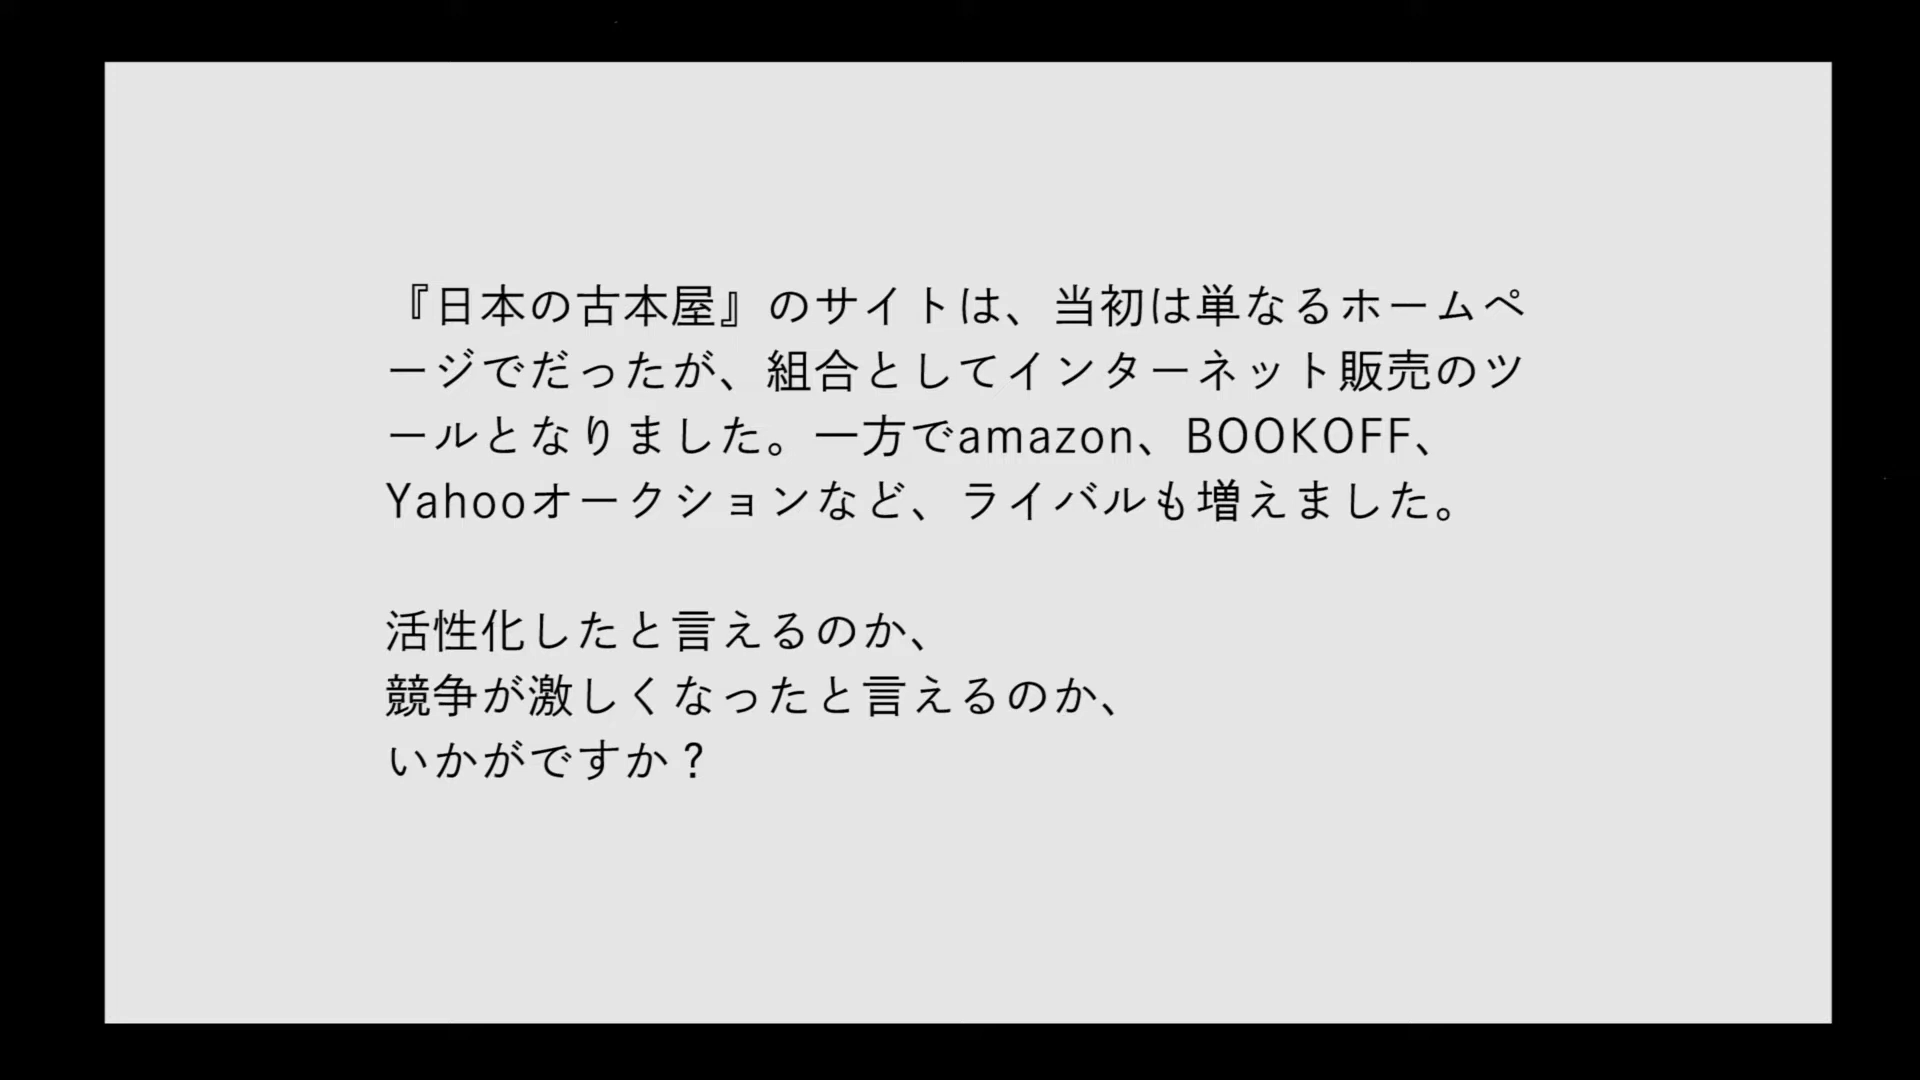 『日本の古本屋』のサイトは、当初は単なるホームペ
ージでだったが、組合としてインターネット販売のツ
ールとなりました。一方でamazon、BOOKOFF、
Yahooオークションなど、ライバルも増えました。
活性化したと言えるのか、
競争が激しくなったと言えるのか、
いかがですか？